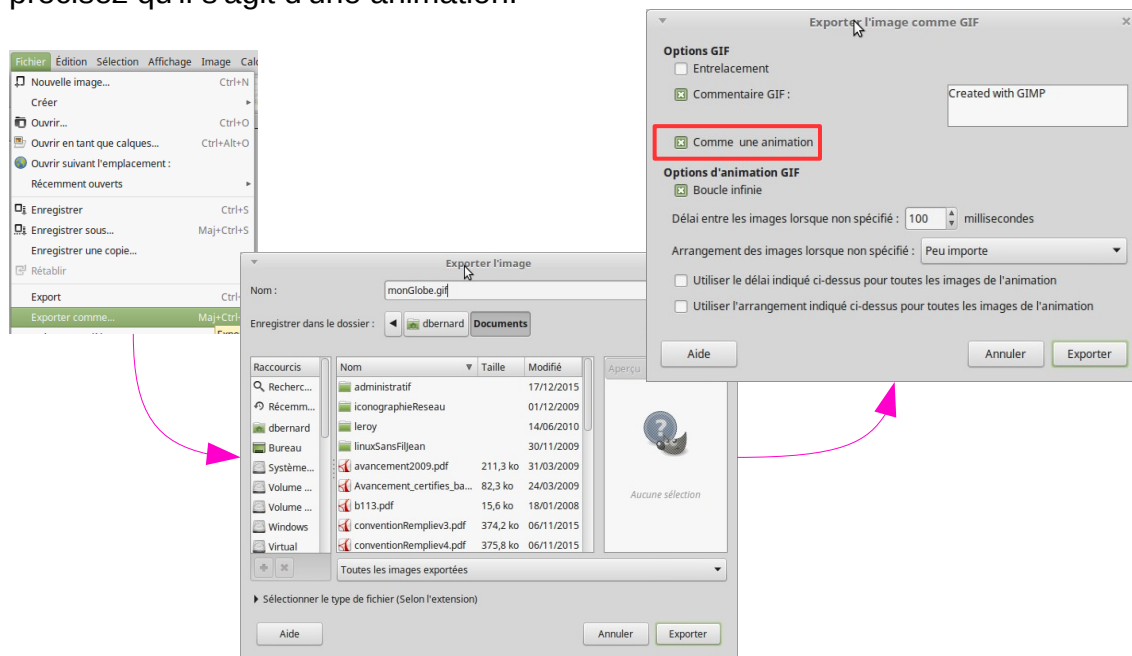 précisez qu'il s'agit d'une animation.
Fichier Édition Sélection Affichage Image
Nouvelle image... Ctrl+N
Créer
Ouvrir... Ctrl+O
Ouvrir en tant que calques... Ctrl+Alt+O
Ouvrir suivant l'emplacement :
Récemment ouverts
Enregistrer Ctrl+S
Enregistrer sous... Maj+Ctrl+S
Enregistrer une copie...
Rétablir
Export
Exporter comme...
Exporter l'image
Nom : monGlobe.gif
Enregistrer dans le dossier : dbernard Documents
Raccourcis
Recherc...
Récemm...
dbernard
Bureau
Système...
Volume ...
Volume ...
Windows
Virtual
Nom Taille Modifié
administratif 17/12/2015
iconographieReseau 01/12/2009
leroy 14/06/2010
linuxSansFilJean 30/11/2009
avancement2009.pdf 211,3 ko 31/03/2009
Avancement_certifies_ba... 82,3 ko 24/03/2009
b113.pdf 15,6 ko 18/01/2008
conventionRempliev3.pdf 374,2 ko 06/11/2015
conventionRempliev4.pdf 375,8 ko 06/11/2015
Aperçu
Aucune sélection
Toutes les images exportées
Sélectionner le type de fichier (Selon l'extension)
Aide Annuler Exporter
Exporter l'image comme GIF
Options GIF
Entrelacement
Commentaire GIF : Created with GIMP
Comme une animation
Options d'animation GIF
Boucle infinie
Délai entre les images lorsque non spécifié : 100 millisecondes
Arrangement des images lorsque non spécifié : Peu importe
Utiliser le délai indiqué ci-dessus pour toutes les images de l'animation
Utiliser l'arrangement indiqué ci-dessus pour toutes les images de l'animation
Aide Annuler Exporter